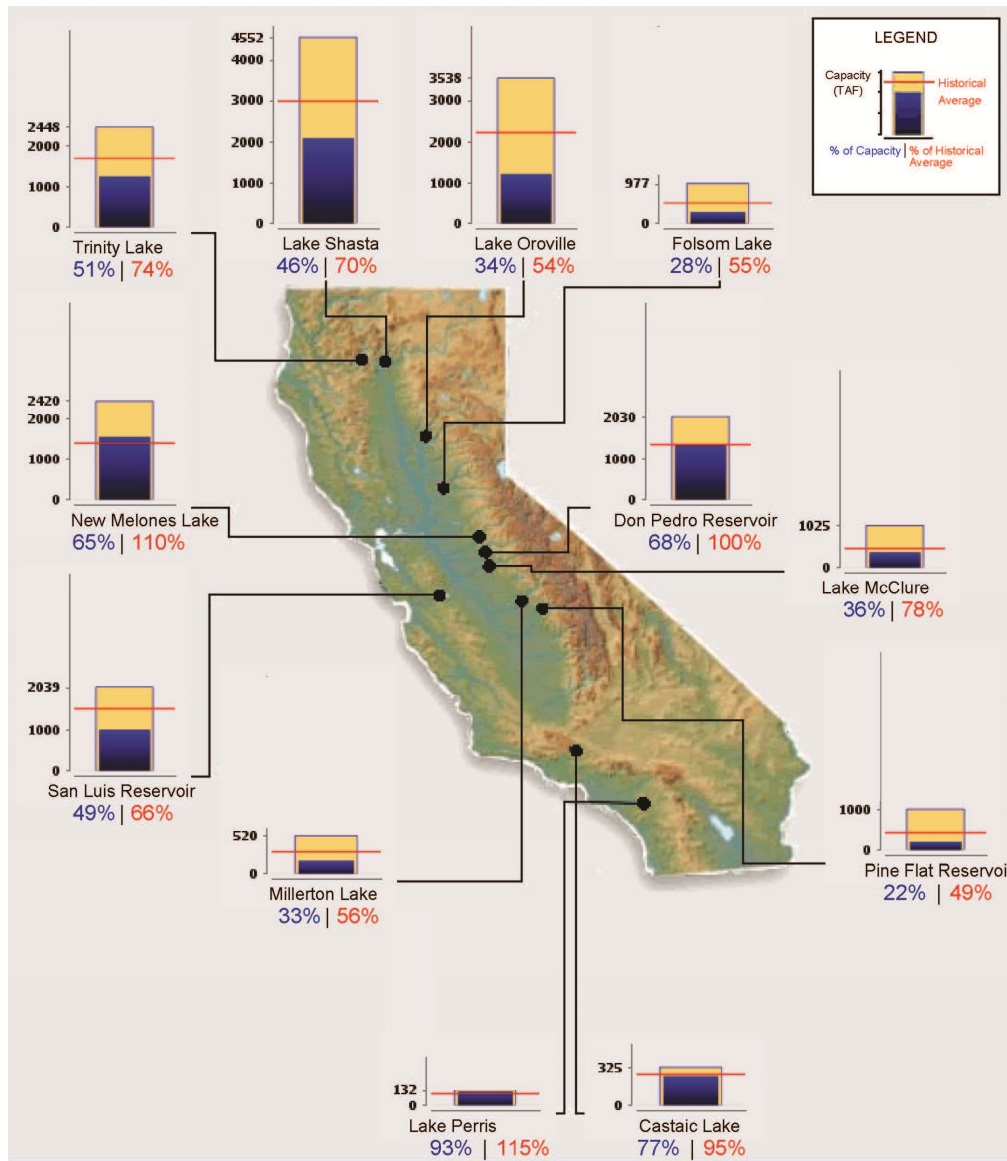 4552
4000
3000
2000
1000
0
Lake Shasta
46% | 70%
3538
3000
2000
1000
0
Lake Oroville
34% | 54%
LEGEND
Capacity
(TAF)
Historical
Average
% of Capacity | % of Historical
Average
2448
2000
1000
0
Trinity Lake
51% | 74%
977
0
Folsom Lake
28% | 55%
2420
2000
1000
0
New Melones Lake
65% | 110%
2030
1000
0
Don Pedro Reservoir
68% | 100%
1025
0
Lake McClure
36% | 78%
2039
1000
0
San Luis Reservoir
49% | 66%
520
0
Millerton Lake
33% | 56%
1000
0
Pine Flat Reservoi
22% | 49%
132
0
Lake Perris
93% | 115%
325
0
Castaic Lake
77% | 95%